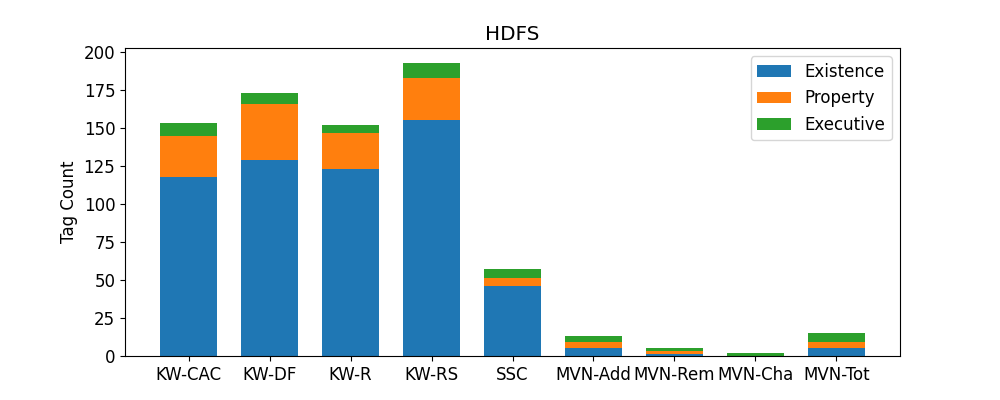 HDFS
Tag Count
200
175
150
125
100
75
50
25
0
Existence
Property
Executive
KW-CAC KW-DF KW-R KW-RS SSC MVN-Add MVN-Rem MVN-Cha MVN-Tot